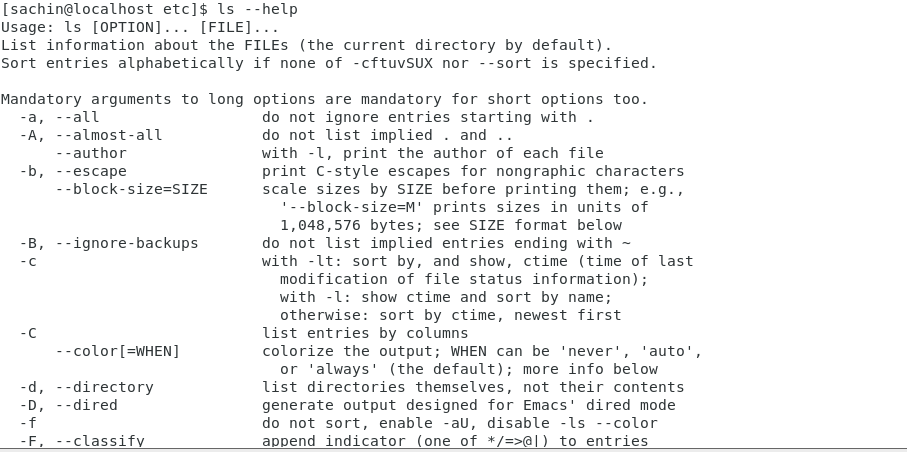 [sachin@localhost etc]$ ls --help
Usage: ls [OPTION]... [FILE]...
List information about the FILEs (the current directory by default).
Sort entries alphabetically if none of -cftuvSUX nor --sort is specified.

Mandatory arguments to long options are mandatory for short options too.
  -a, --all                  do not ignore entries starting with .
  -A, --almost-all           do not list implied . and ..
      --author               with -l, print the author of each file
  -b, --escape               print C-style escapes for nongraphic characters
      --block-size=SIZE      scale sizes by SIZE before printing them; e.g.,
                               '--block-size=M' prints sizes in units of
                               1,048,576 bytes; see SIZE format below
  -B, --ignore-backups       do not list implied entries ending with ~
  -c                         with -lt: sort by, and show, ctime (time of last
                               modification of file status information);
                               with -l: show ctime and sort by name;
                               otherwise: sort by ctime, newest first
  -C                         list entries by columns
      --color[=WHEN]         colorize the output; WHEN can be 'never', 'auto',
                               or 'always' (the default); more info below
  -d, --directory            list directories themselves, not their contents
  -D, --dired                generate output designed for Emacs' dired mode
  -f                         do not sort, enable -aU, disable -ls --color
  -F, --classify             append indicator (one of */=>@|) to entries